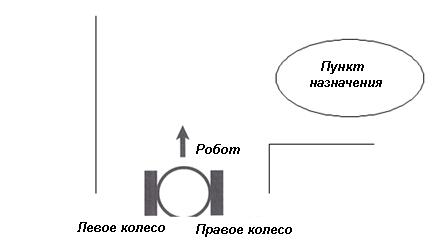 Пункт
назначения
Робот
Левое колесо
Правое колесо